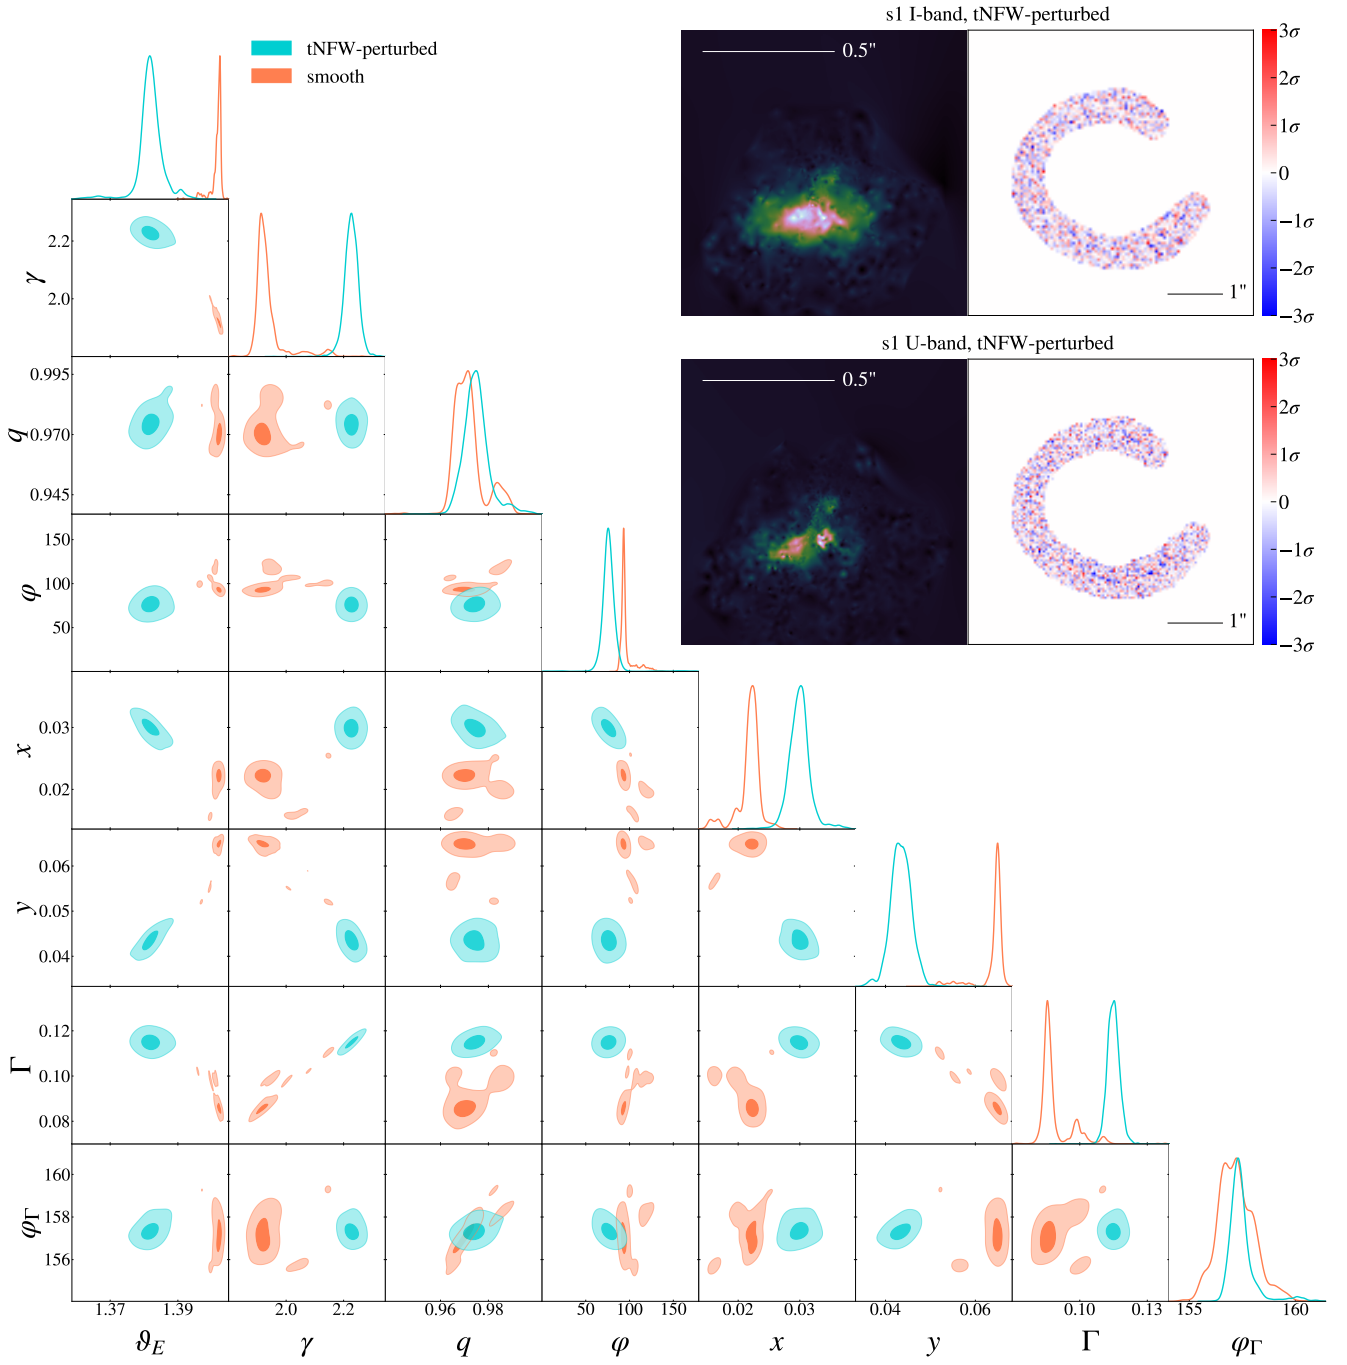 s1 I-band, tNFW-perturbed
tNFW-perturbed
smooth
0.5"
1"
3σ
2σ
1σ
0
−1σ
−2σ
−3σ
s1 U-band, tNFW-perturbed
0.5"
1"
3σ
2σ
1σ
0
−1σ
−2σ
−3σ
γ
2.2
2.0
q
0.995
0.970
0.945
φ
150
100
50
x
0.03
0.02
y
0.06
0.05
0.04
Γ
0.12
0.10
0.08
φΓ
160
158
156
1.37 1.39 2.0 2.2 0.96 0.98 50 100 150 0.02 0.03 0.04 0.06 0.10 0.13 155 160
ϑE γ q φ x y Γ φΓ